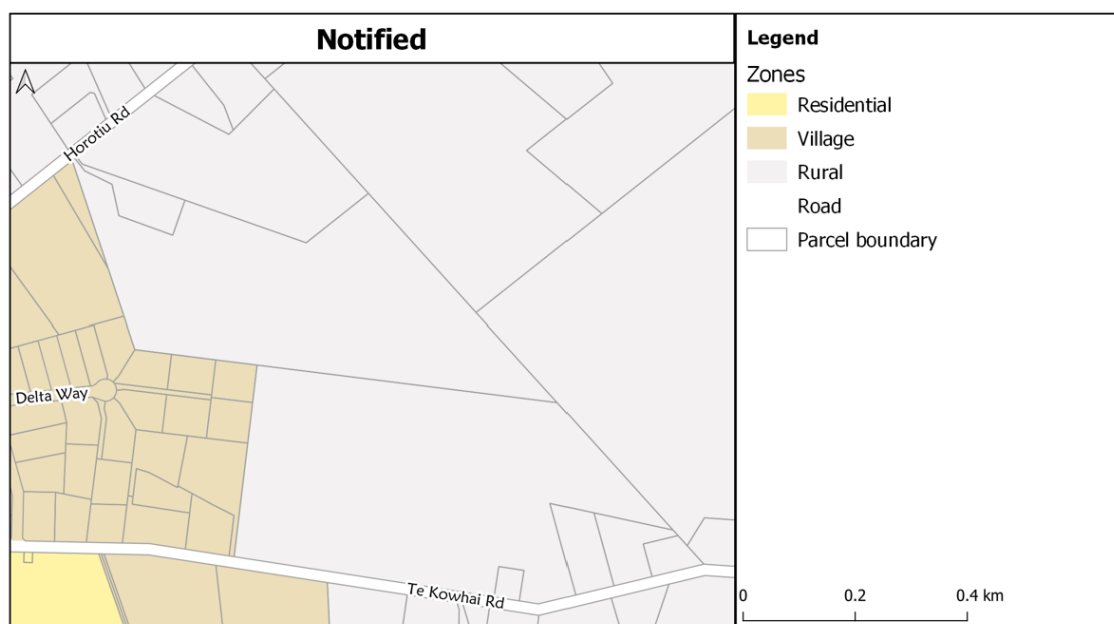 Notified
Horotiu Rd
Delta Way
Te Kowhai Rd
Legend
Zones
Residential
Village
Rural
Road
Parcel boundary
0 0.2 0.4 km